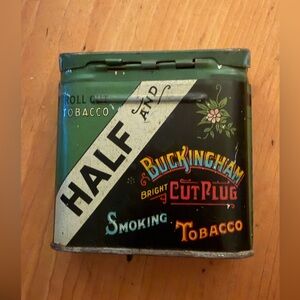 ROLL CUT
TOBACCO
HALF AND
BUCKINGHAM
BRIGHT CUT PLUG
SMOKING TOBACCO